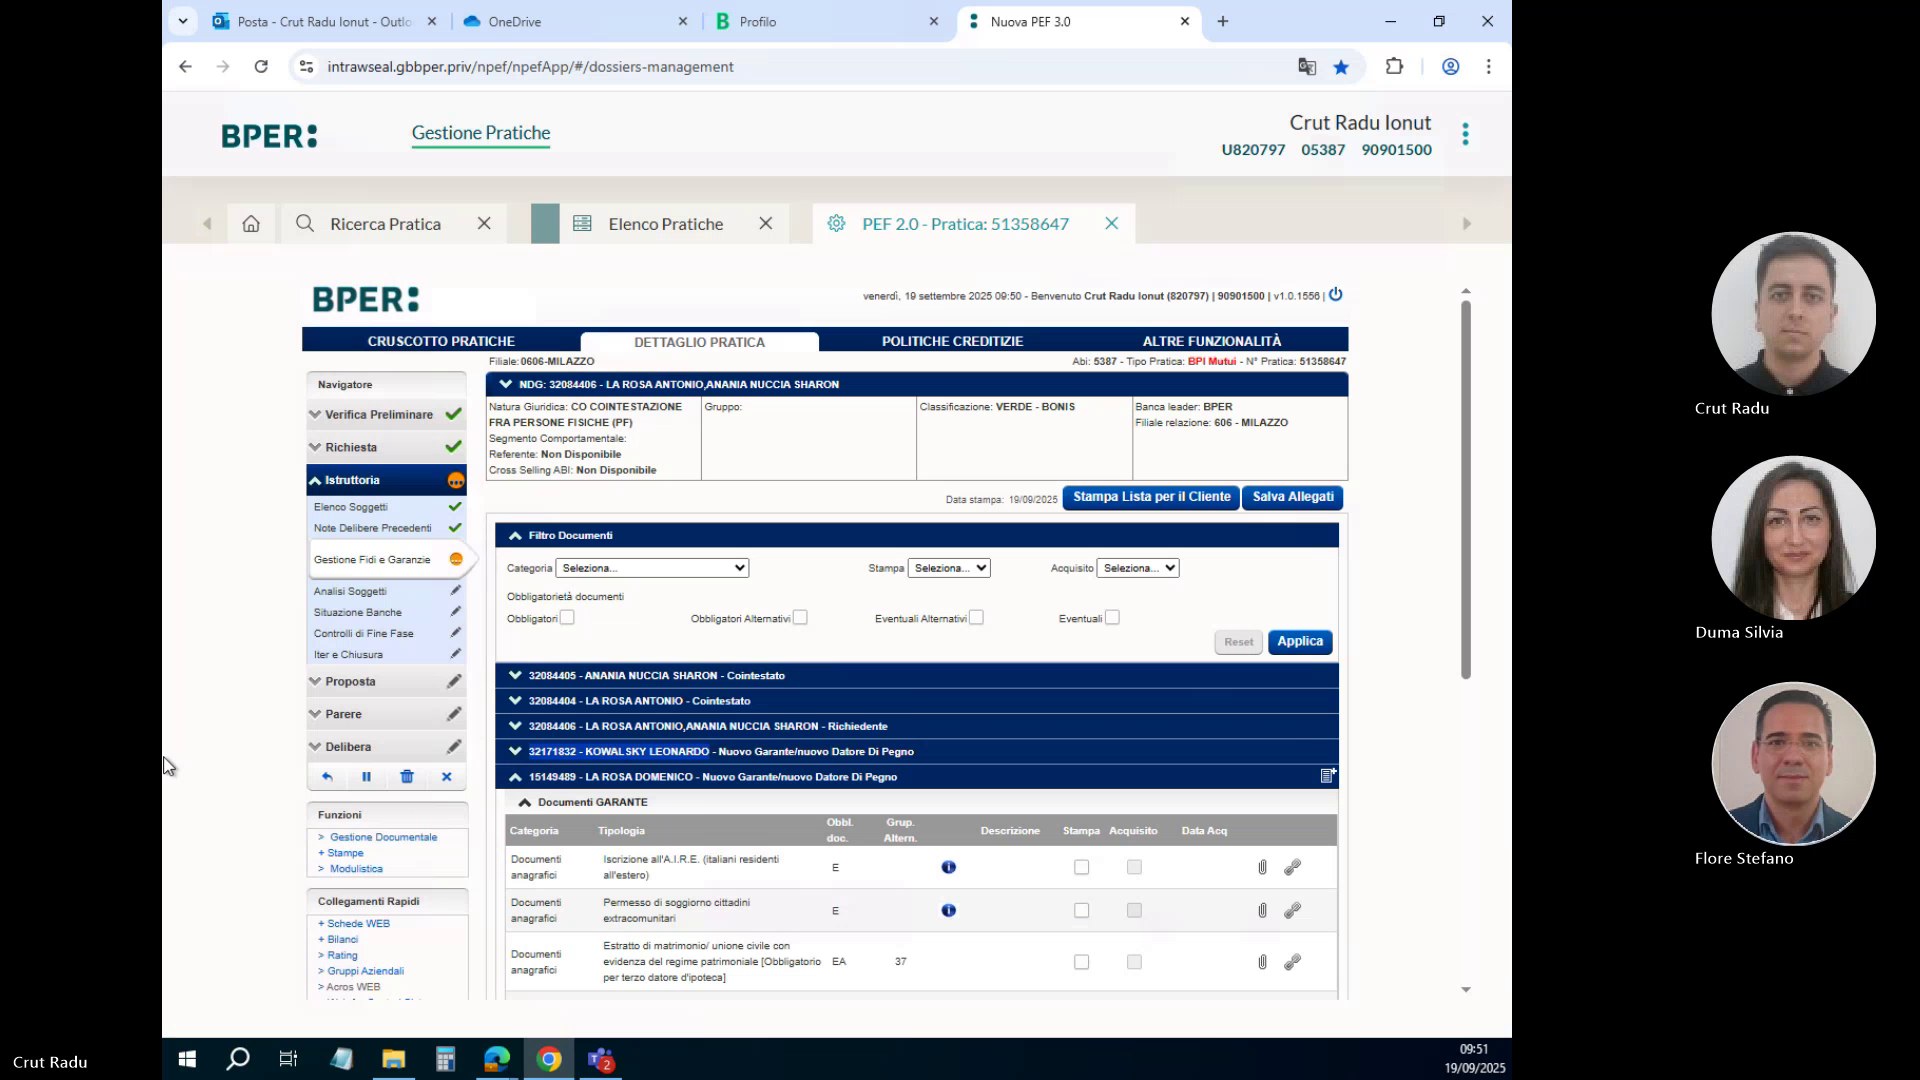 Posta - Crut Radu Ionut - Outlo
OneDrive
Profilo
Nuova PEF 3.0
intrawseal.gbbper.priv/npef/npefApp/#/dossiers-management
BPER:
Gestione Pratiche
Crut Radu Ionut
U820797 05387 90901500
Ricerca Pratica
Elenco Pratiche
PEF 2.0 - Pratica: 51358647
BPER:
venerdì, 19 settembre 2025 09:50 - Benvenuto Crut Radu Ionut (820797) | 90901500 | v1.0.1556 |
CRUSCOTTO PRATICHE
DETTAGLIO PRATICA
POLITICHE CREDITIZIE
ALTRE FUNZIONALITÀ
Filiale: 0606-MILAZZO
Abi: 5387 - Tipo Pratica: BPI Mutui - N° Pratica: 51358647
Navigatore
Verifica Preliminare
Richiesta
Istruttoria
Elenco Soggetti
Note Delibere Precedenti
Gestione Fidi e Garanzie
Analisi Soggetti
Situazione Banche
Controlli di Fine Fase
Iter e Chiusura
Proposta
Parere
Delibera
Funzioni
> Gestione Documentale
+ Stampe
> Modulistica
Collegamenti Rapidi
+ Schede WEB
+ Bilanci
> Rating
> Gruppi Aziendali
> Acros WEB
NDG: 32084406 - LA ROSA ANTONIO,ANANIA NUCCIA SHARON
Natura Giuridica: CO COINTESTAZIONE
FRA PERSONE FISICHE (PF)
Segmento Comportamentale:
Referente: Non Disponibile
Cross Selling ABI: Non Disponibile
Gruppo:
Classificazione: VERDE - BONIS
Banca leader: BPER
Filiale relazione: 606 - MILAZZO
Data stampa: 19/09/2025
Stampa Lista per il Cliente
Salva Allegati
Filtro Documenti
Categoria Seleziona...
Stampa Seleziona...
Acquisito Seleziona...
Obbligatorietà documenti
Obbligatori
Obbligatori Alternativi
Eventuali Alternativi
Eventuali
Reset
Applica
32084405 - ANANIA NUCCIA SHARON - Cointestato
32084404 - LA ROSA ANTONIO - Cointestato
32084406 - LA ROSA ANTONIO,ANANIA NUCCIA SHARON - Richiedente
32171832 - KOWALSKY LEONARDO - Nuovo Garante/nuovo Datore Di Pegno
15149489 - LA ROSA DOMENICO - Nuovo Garante/nuovo Datore Di Pegno
Documenti GARANTE
Categoria
Tipologia
Obbl. doc.
Grup. Altern.
Descrizione
Stampa
Acquisito
Data Acq
Documenti anagrafici
Iscrizione all'A.I.R.E. (italiani residenti
all'estero)
E
Documenti anagrafici
Permesso di soggiorno cittadini
extracomunitari
E
Documenti anagrafici
Estratto di matrimonio/ unione civile con
evidenza del regime patrimoniale [Obbligatorio
per terzo datore d'ipoteca]
EA
37
Crut Radu
Duma Silvia
Flore Stefano
Crut Radu
2
09:51
19/09/2025